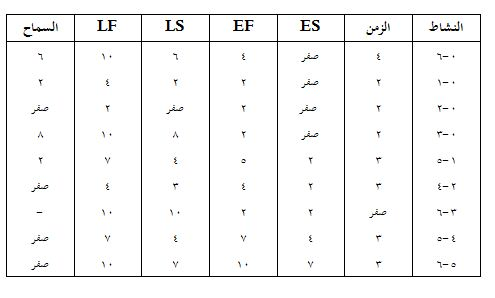 النشاط الزمن ES EF LS LF السماح
٠-٦ ٤ صفر ٤ ٦ ١٠ ٦
٠-١ ٢ صفر ٢ ٢ ٤ ٢
٠-٢ ٢ صفر ٢ صفر ٢ صفر
٠-٣ ٢ صفر ٢ ٨ ١٠ ٨
١-٥ ٣ ٢ ٥ ٤ ٧ ٢
٢-٤ ٣ ٢ ٤ ٣ ٤ صفر
٣-٦ صفر ٢ ٢ ١٠ ١٠ -
٤-٥ ٣ ٤ ٧ ٤ ٧ صفر
٥-٦ ٣ ٧ ١٠ ٧ ١٠ صفر